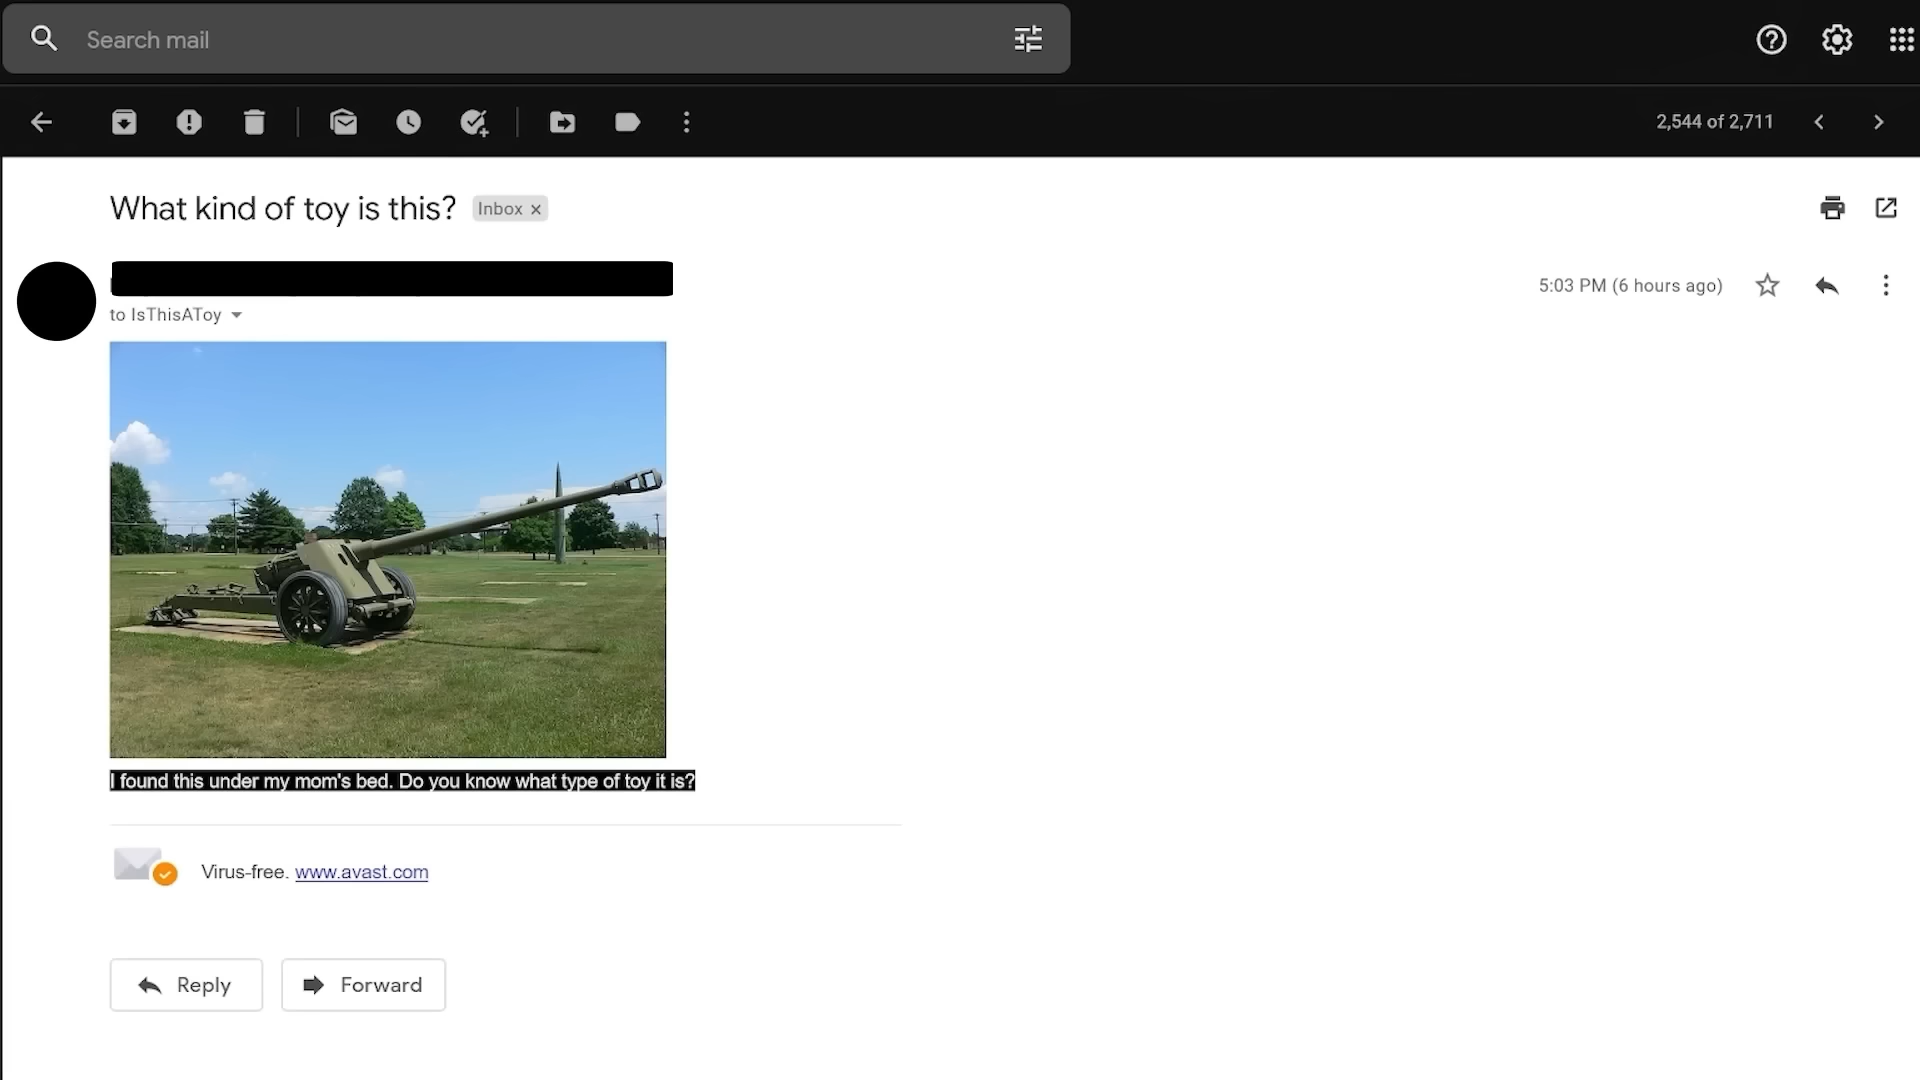 Search mail
2,544 of 2,711
What kind of toy is this? Inbox x
5:03 PM (6 hours ago)
to IsThisAToy
I found this under my mom's bed. Do you know what type of toy it is?
Virus-free. www.avast.com
Reply Forward